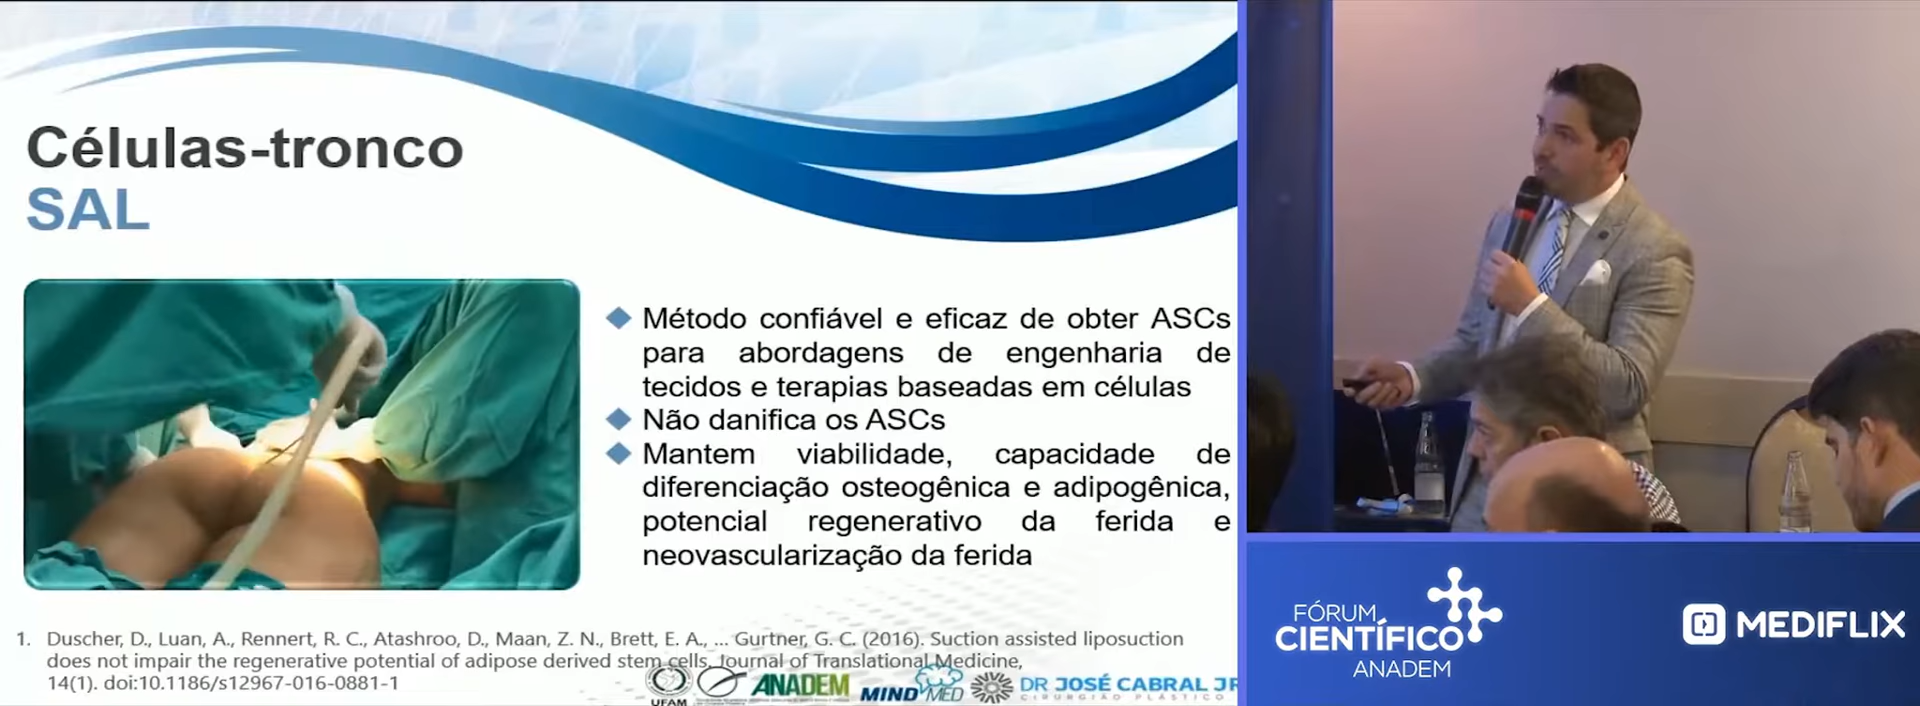 Células-tronco
SAL
Método confiável e eficaz de obter ASCs
para abordagens de engenharia de
tecidos e terapias baseadas em células
Não danifica os ASCs
Mantem viabilidade, capacidade de
diferenciação osteogênica e adipogênica,
potencial regenerativo da ferida e
neovascularização da ferida
1. Duscher, D., Luan, A., Rennert, R. C., Atashroo, D., Maan, Z. N., Brett, E. A., ... Gurtner, G. C. (2016). Suction assisted liposuction
does not impair the regenerative potential of adipose derived stem cells. Journal of Translational Medicine,
14(1). doi:10.1186/s12967-016-0881-1
UFAM
ANADEM
MINDMED
DR JOSÉ CABRAL JR
CIRURGIÃO PLÁSTICO
FÓRUM
CIENTÍFICO
ANADEM
MEDIFLIX